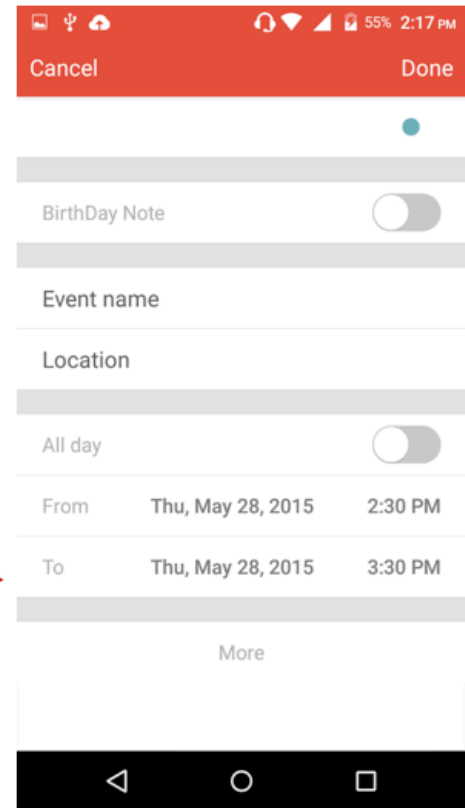 55% 2:17 PM
Cancel Done
BirthDay Note
Event name
Location
All day
From Thu, May 28, 2015 2:30 PM
To Thu, May 28, 2015 3:30 PM
More